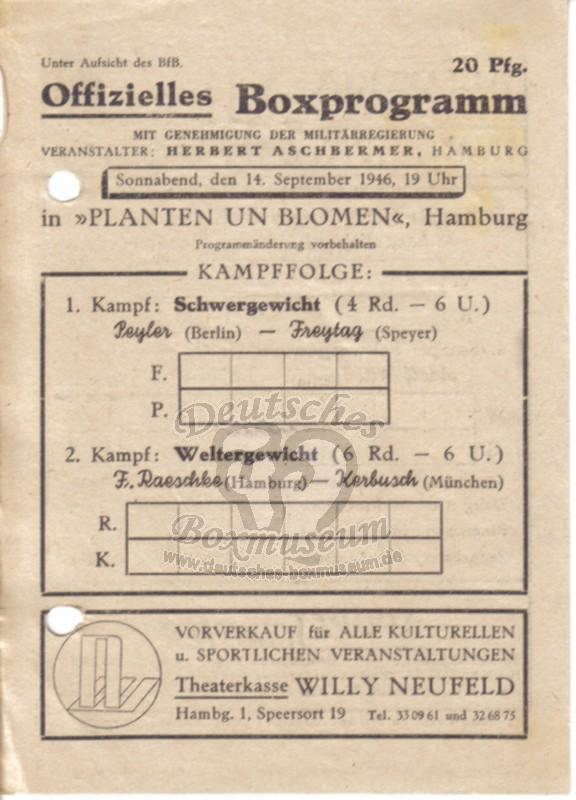 Unter Aufsicht des BfB.
20 Pfg.
Offizielles Boxprogramm
MIT GENEHMIGUNG DER MILITÄRREGIERUNG
VERANSTALTER: HERBERT ASCHBERMER, HAMBURG
Sonnabend, den 14. September 1946, 19 Uhr
in »PLANTEN UN BLOMEN«, Hamburg
Programmänderung vorbehalten
KAMPFFOLGE:
1. Kampf: Schwergewicht (4 Rd. — 6 U.)
Peyler (Berlin) — Freytag (Speyer)
F.
P.
Deutsches
2. Kampf: Weltergewicht (6 Rd. — 6 U.)
F. Raeschke (Hamburg) — Kerbusch (München)
R.
K.
Boxmuseum
www.deutsches-boxmuseum.de
VORVERKAUF für ALLE KULTURELLEN
u. SPORTLICHEN VERANSTALTUNGEN
Theaterkasse WILLY NEUFELD
Hambg. 1, Speersort 19 Tel. 33 09 61 und 32 68 75